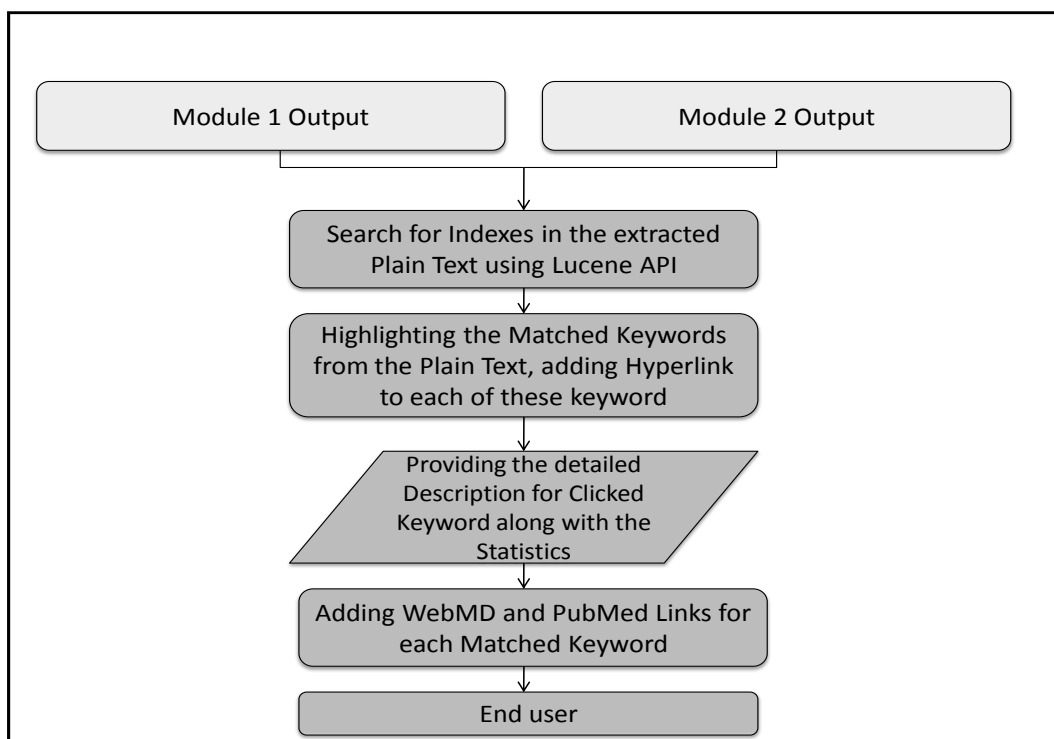 Module 1 Output
Module 2 Output
Search for Indexes in the extracted
Plain Text using Lucene API
Highlighting the Matched Keywords
from the Plain Text, adding Hyperlink
to each of these keyword
Providing the detailed
Description for Clicked
Keyword along with the
Statistics
Adding WebMD and PubMed Links for
each Matched Keyword
End user